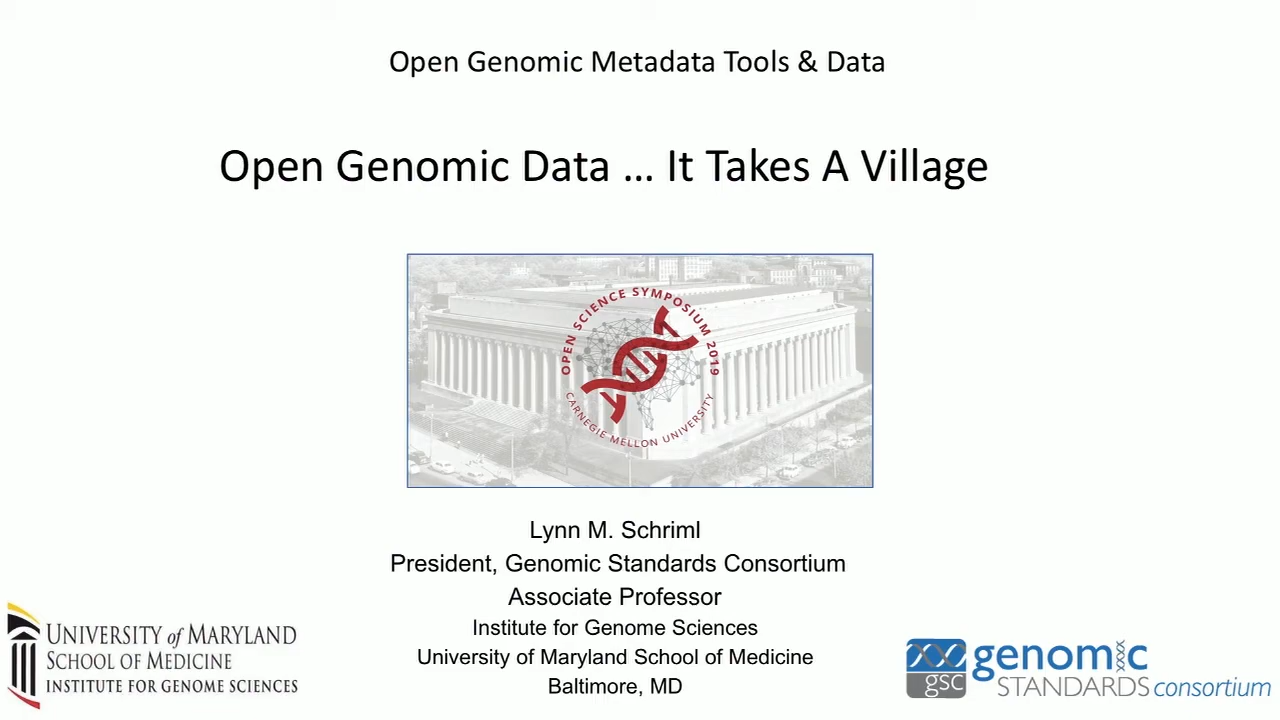 Open Genomic Metadata Tools & Data
Open Genomic Data ... It Takes A Village
OPEN SCIENCE SYMPOSIUM 2019
CARNEGIE MELLON UNIVERSITY
Lynn M. Schriml
President, Genomic Standards Consortium
Associate Professor
Institute for Genome Sciences
University of Maryland School of Medicine
Baltimore, MD
UNIVERSITY of MARYLAND
SCHOOL OF MEDICINE
INSTITUTE FOR GENOME SCIENCES
gsc
genomic
STANDARDS consortium